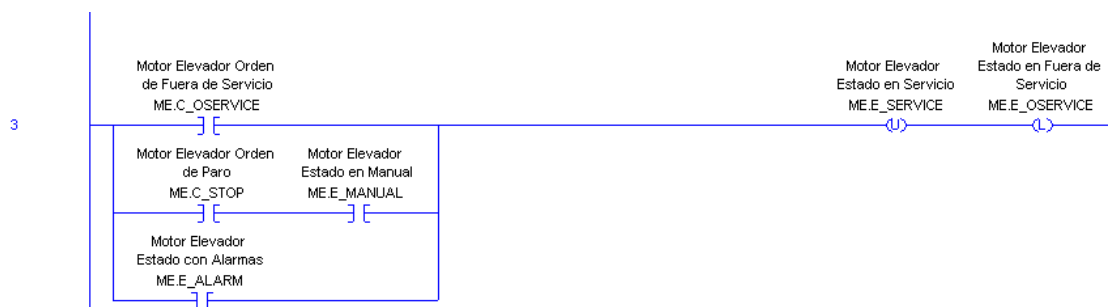 Motor Elevador Orden
de Fuera de Servicio
ME.C_OSERVICE
Motor Elevador
Estado en Servicio
ME.E_SERVICE
Motor Elevador
Estado en Fuera de
Servicio
ME.E_OSERVICE
3
U
L
Motor Elevador Orden
de Paro
ME.C_STOP
Motor Elevador
Estado en Manual
ME.E_MANUAL
Motor Elevador
Estado con Alarmas
ME.E_ALARM